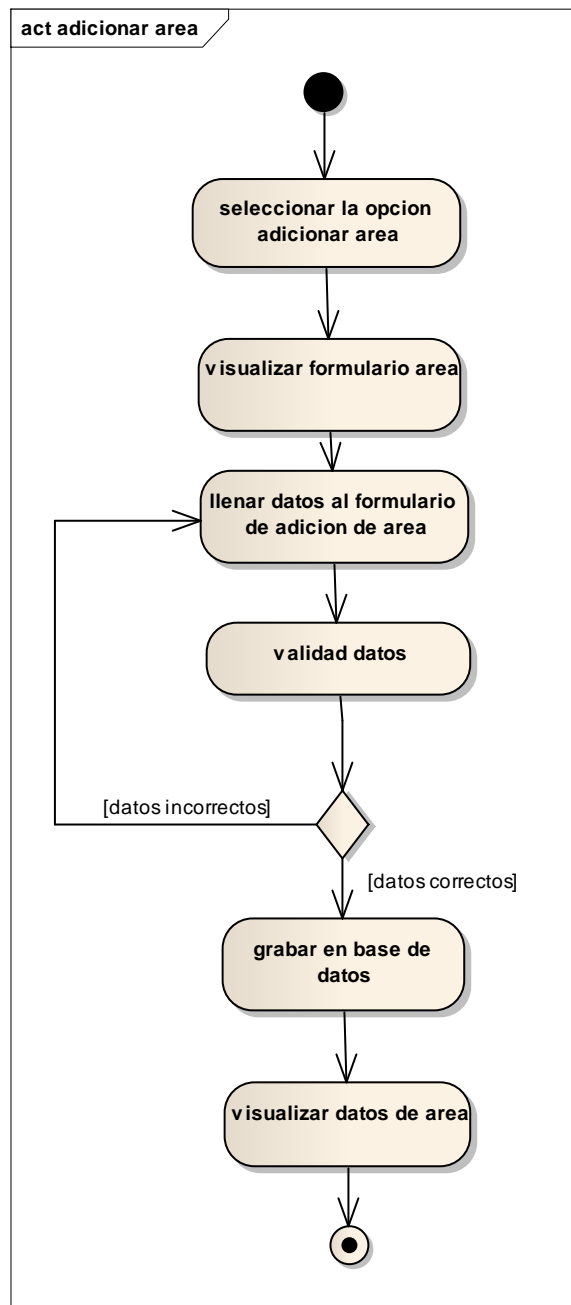 act adicionar area
seleccionar la opcion
adicionar area
visualizar formulario area
llenar datos al formulario
de adicion de area
validad datos
[datos incorrectos]
[datos correctos]
grabar en base de
datos
visualizar datos de area